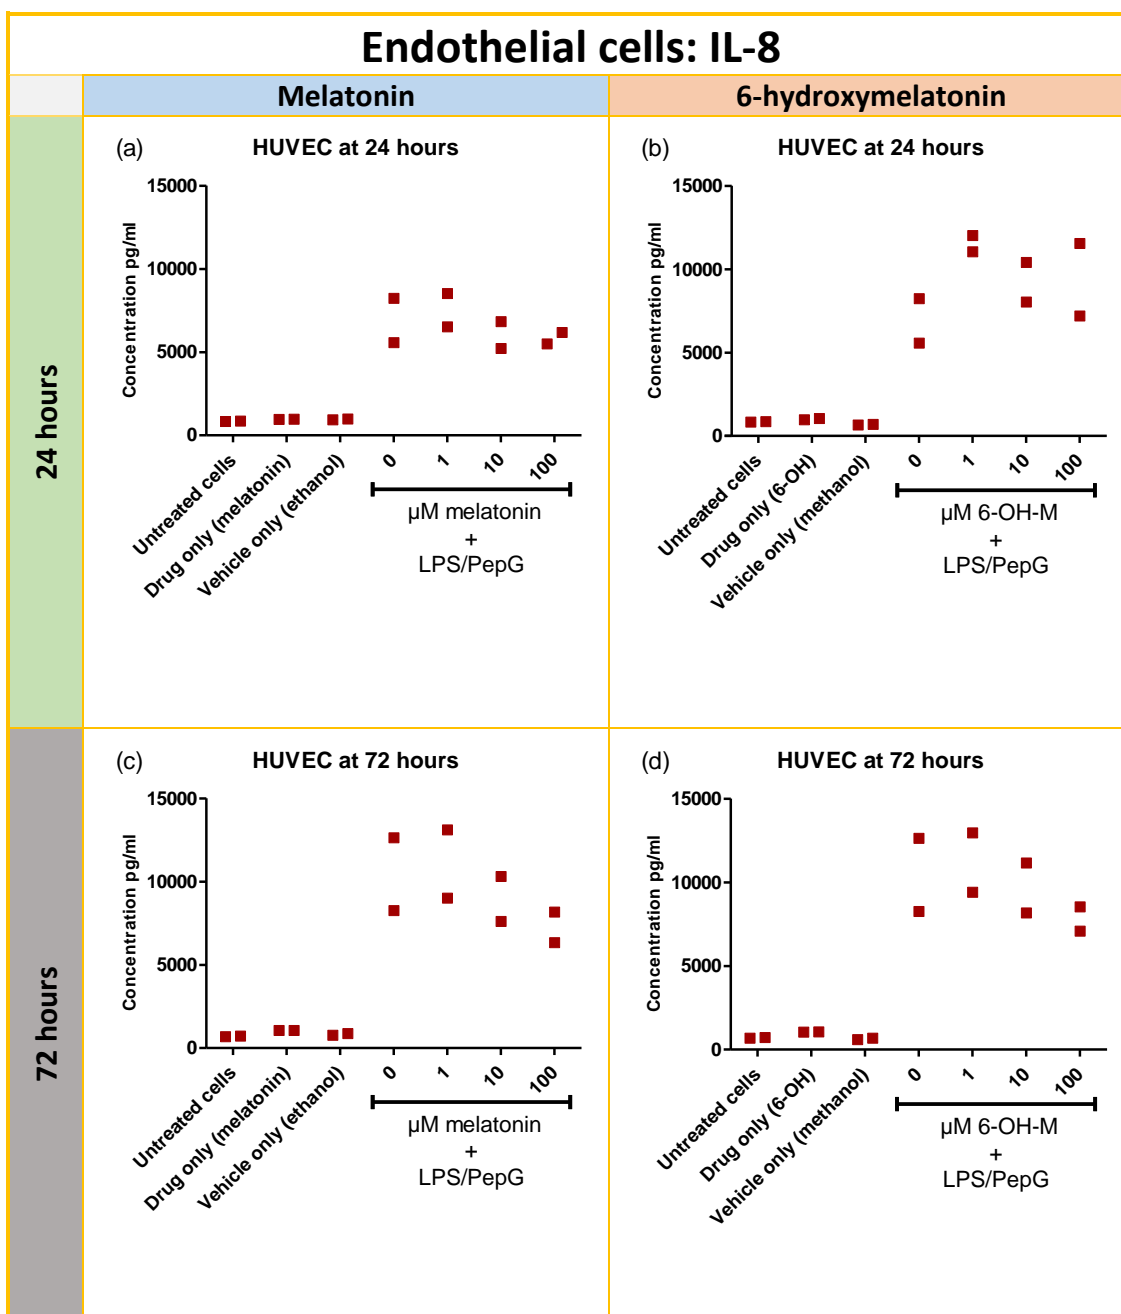 Endothelial cells: IL-8
Melatonin
6-hydroxymelatonin
24 hours
(a)
HUVEC at 24 hours
Concentration pg/ml
15000
10000
5000
0
Untreated cells
Drug only (melatonin)
Vehicle only (ethanol)
0
1
10
100
µM melatonin
+
LPS/PepG
(b)
HUVEC at 24 hours
Concentration pg/ml
15000
10000
5000
0
Untreated cells
Drug only (6-OH)
Vehicle only (methanol)
0
1
10
100
µM 6-OH-M
+
LPS/PepG
72 hours
(c)
HUVEC at 72 hours
Concentration pg/ml
15000
10000
5000
0
Untreated cells
Drug only (melatonin)
Vehicle only (ethanol)
0
1
10
100
µM melatonin
+
LPS/PepG
(d)
HUVEC at 72 hours
Concentration pg/ml
15000
10000
5000
0
Untreated cells
Drug only (6-OH)
Vehicle only (methanol)
0
1
10
100
µM 6-OH-M
+
LPS/PepG